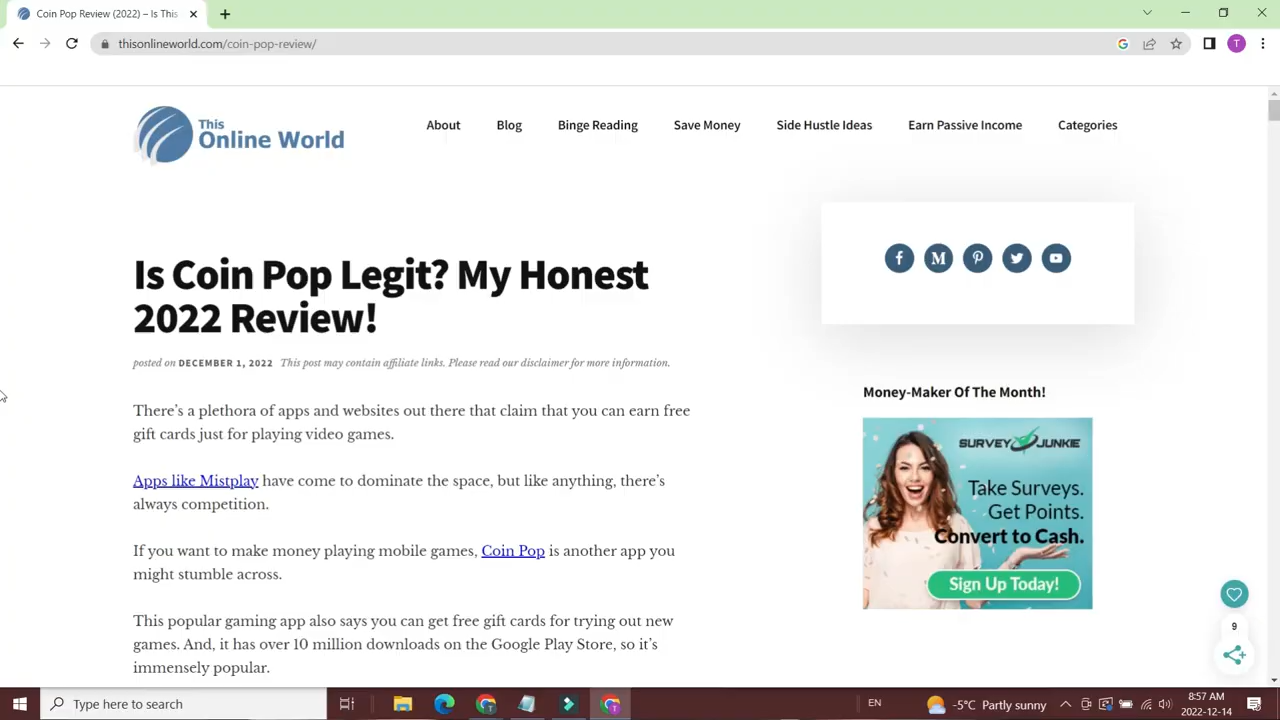 Coin Pop Review (2022) – Is This
thisonlineworld.com/coin-pop-review/
T
This
Online World
About
Blog
Binge Reading
Save Money
Side Hustle Ideas
Earn Passive Income
Categories
Is Coin Pop Legit? My Honest
2022 Review!
posted on DECEMBER 1, 2022 This post may contain affiliate links. Please read our disclaimer for more information.
There's a plethora of apps and websites out there that claim that you can earn free
gift cards just for playing video games.
Apps like Mistplay have come to dominate the space, but like anything, there's
always competition.
If you want to make money playing mobile games, Coin Pop is another app you
might stumble across.
This popular gaming app also says you can get free gift cards for trying out new
games. And, it has over 10 million downloads on the Google Play Store, so it's
immensely popular.
Money-Maker Of The Month!
SURVEY JUNKIE
Take Surveys.
Get Points.
Convert to Cash.
Sign Up Today!
9
Type here to search
EN
-5°C Partly sunny
8:57 AM
2022-12-14